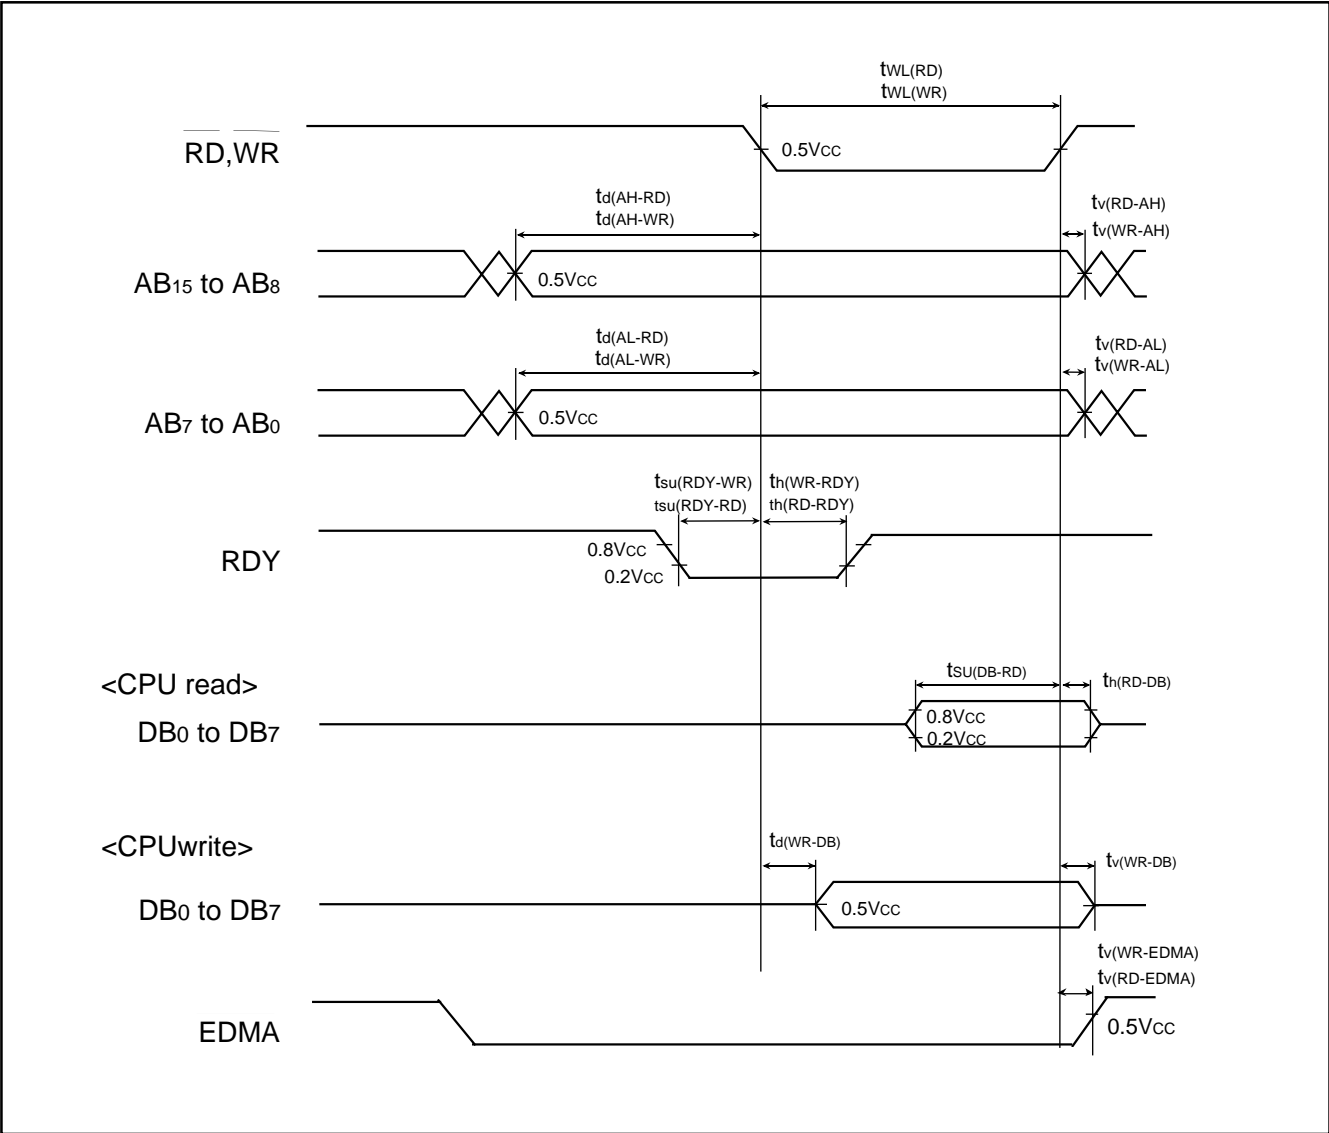 tWL(RD)
tWL(WR)
RD,WR
0.5VCC
td(AH-RD)
td(AH-WR)
tv(RD-AH)
tv(WR-AH)
AB15 to AB8
0.5VCC
td(AL-RD)
td(AL-WR)
tv(RD-AL)
tv(WR-AL)
AB7 to AB0
0.5VCC
tsu(RDY-WR) th(WR-RDY)
tsu(RDY-RD) th(RD-RDY)
RDY
0.8VCC
0.2VCC
<CPU read>
tSU(DB-RD)
th(RD-DB)
DB0 to DB7
0.8VCC
0.2VCC
<CPUwrite>
td(WR-DB)
tv(WR-DB)
DB0 to DB7
0.5VCC
tv(WR-EDMA)
tv(RD-EDMA)
EDMA
0.5VCC